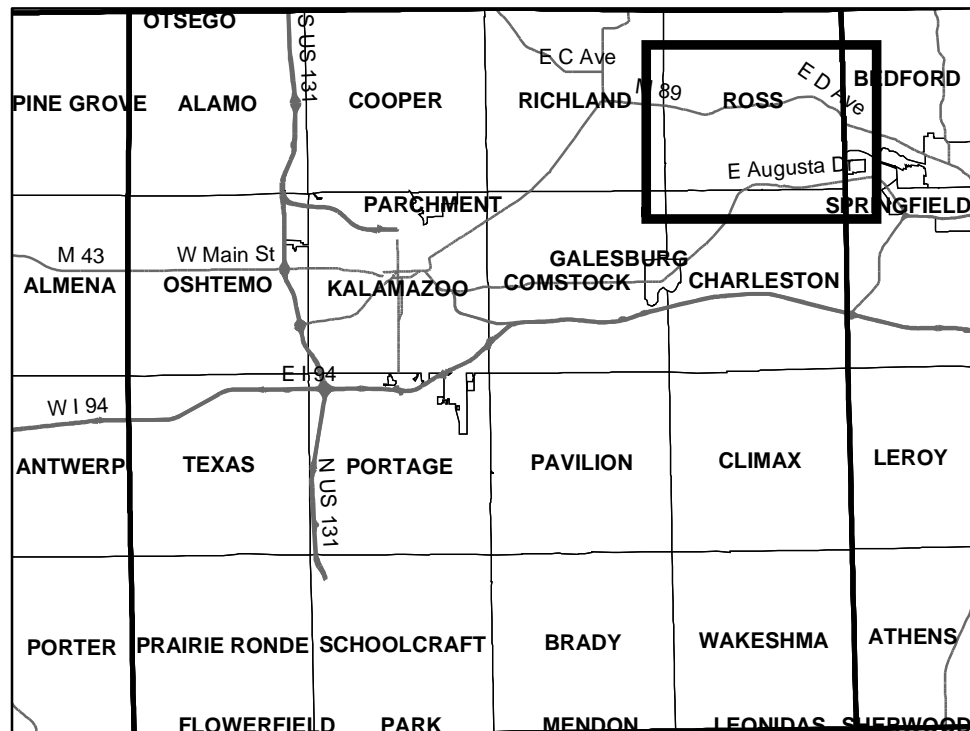 OTSEGO
S US 131
E C Ave
E D Ave
BEDFORD
PINE GROVE
ALAMO
COOPER
RICHLAND
M 89
ROSS
E Augusta Dr
PARCHMENT
SPRINGFIELD
M 43
W Main St
GALESBURG
ALMENA
OSHTEMO
KALAMAZOO
COMSTOCK
CHARLESTON
E I 94
W I 94
ANTWERP
TEXAS
N US 131
PORTAGE
PAVILION
CLIMAX
LEROY
PORTER
PRAIRIE RONDE
SCHOOLCRAFT
BRADY
WAKESHMA
ATHENS
FLOWERFIELD
PARK
MENDON
LEONIDAS
SHERWOOD